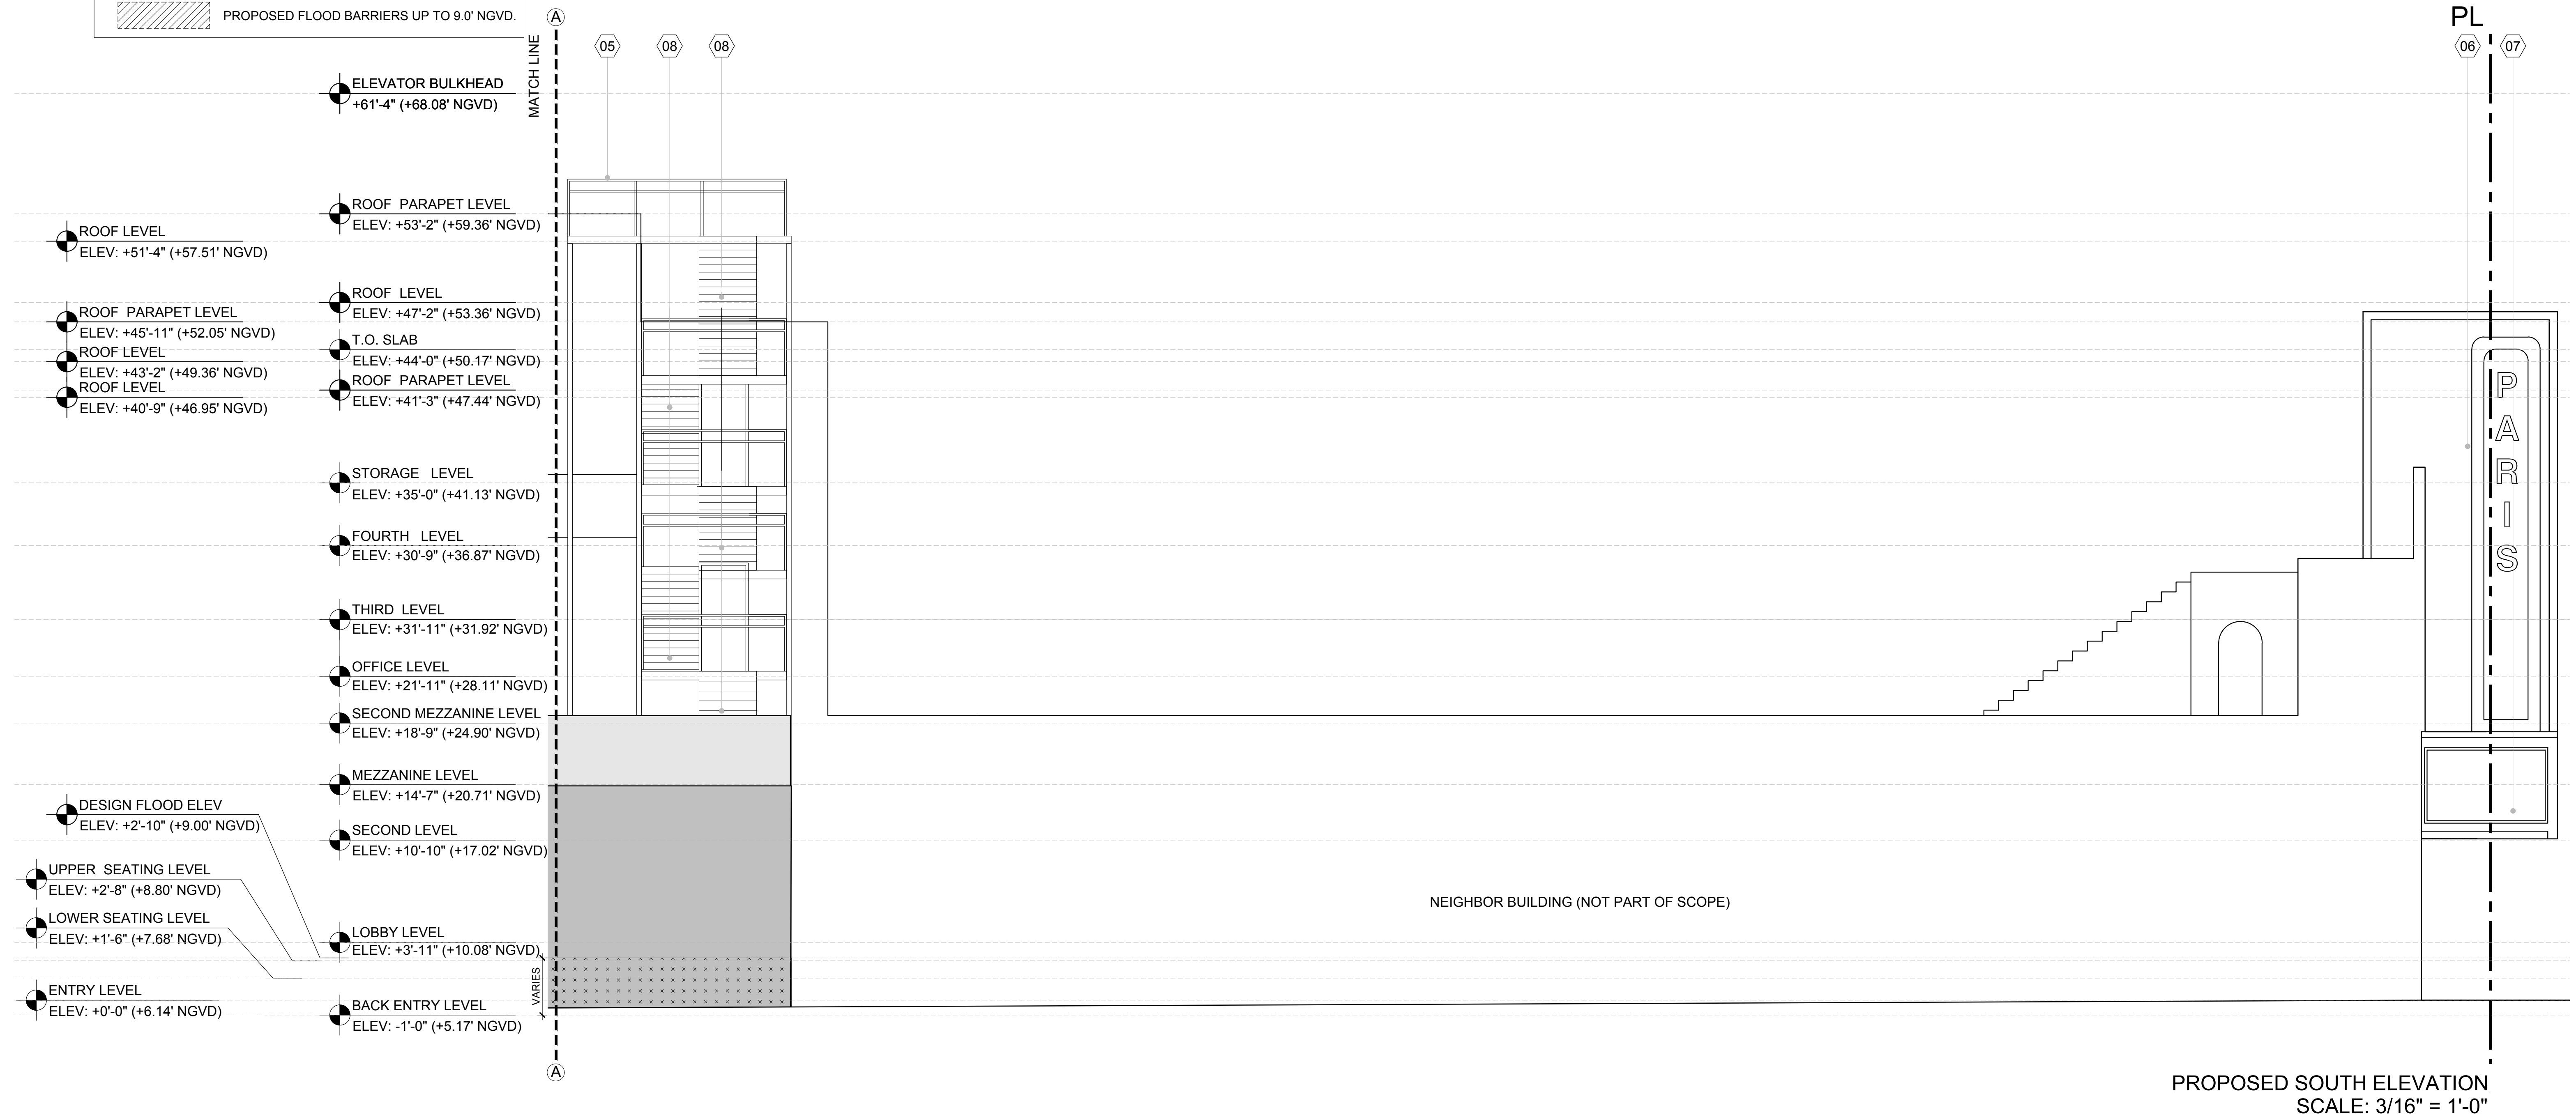 PROPOSED FLOOD BARRIERS UP TO 9.0' NGVD.
A
MATCH LINE
05
08
08
PL
06
07
ELEVATOR BULKHEAD
+61'-4" (+68.08' NGVD)
ROOF PARAPET LEVEL
ELEV: +53'-2" (+59.36' NGVD)
ROOF LEVEL
ELEV: +51'-4" (+57.51' NGVD)
ROOF LEVEL
ELEV: +47'-2" (+53.36' NGVD)
ROOF PARAPET LEVEL
ELEV: +45'-11" (+52.05' NGVD)
T.O. SLAB
ELEV: +44'-0" (+50.17' NGVD)
ROOF LEVEL
ELEV: +43'-2" (+49.36' NGVD)
ROOF PARAPET LEVEL
ELEV: +41'-3" (+47.44' NGVD)
ROOF LEVEL
ELEV: +40'-9" (+46.95' NGVD)
STORAGE LEVEL
ELEV: +35'-0" (+41.13' NGVD)
FOURTH LEVEL
ELEV: +30'-9" (+36.87' NGVD)
THIRD LEVEL
ELEV: +31'-11" (+31.92' NGVD)
OFFICE LEVEL
ELEV: +21'-11" (+28.11' NGVD)
SECOND MEZZANINE LEVEL
ELEV: +18'-9" (+24.90' NGVD)
MEZZANINE LEVEL
ELEV: +14'-7" (+20.71' NGVD)
DESIGN FLOOD ELEV
ELEV: +2'-10" (+9.00' NGVD)
SECOND LEVEL
ELEV: +10'-10" (+17.02' NGVD)
UPPER SEATING LEVEL
ELEV: +2'-8" (+8.80' NGVD)
LOWER SEATING LEVEL
ELEV: +1'-6" (+7.68' NGVD)
LOBBY LEVEL
ELEV: +3'-11" (+10.08' NGVD)
ENTRY LEVEL
ELEV: +0'-0" (+6.14' NGVD)
BACK ENTRY LEVEL
ELEV: -1'-0" (+5.17' NGVD)
VARIES
A
NEIGHBOR BUILDING (NOT PART OF SCOPE)
P
A
R
I
S
PROPOSED SOUTH ELEVATION
SCALE: 3/16" = 1'-0"